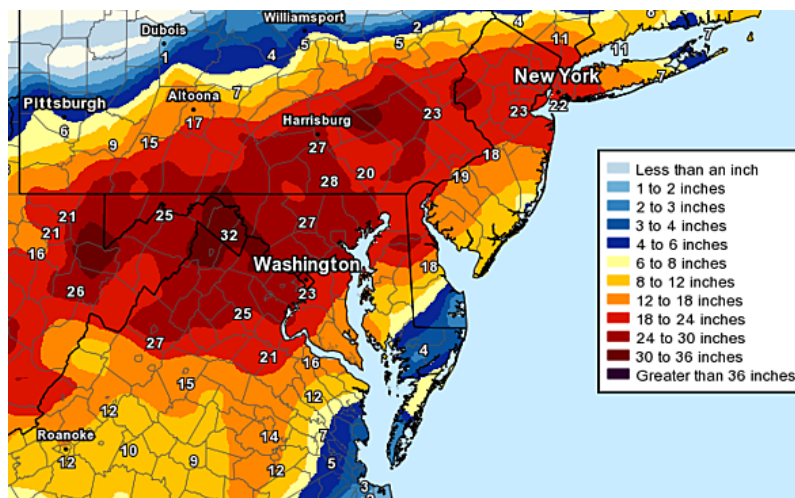 Williamsport
2
4
8
Dubois
5
5
11
7
1
4
11
New York
7
Pittsburgh
Altoona
7
22
6
17
23
23
Harrisburg
9
15
27
18
20
28
19
21
25
27
21
32
16
Washington
18
26
23
25
27
21
4
16
15
12
12
Roanoke
14
7
12
10
9
12
5
3
Less than an inch
1 to 2 inches
2 to 3 inches
3 to 4 inches
4 to 6 inches
6 to 8 inches
8 to 12 inches
12 to 18 inches
18 to 24 inches
24 to 30 inches
30 to 36 inches
Greater than 36 inches